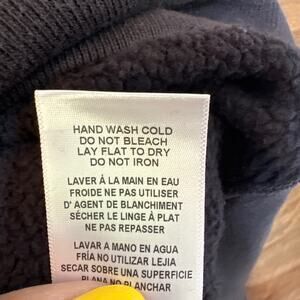 HAND WASH COLD
DO NOT BLEACH
LAY FLAT TO DRY
DO NOT IRON
LAVER À LA MAIN EN EAU
FROIDE NE PAS UTILISER
D' AGENT DE BLANCHIMENT
SÉCHER LE LINGE À PLAT
NE PAS REPASSER
LAVAR A MANO EN AGUA
FRÍA NO UTILIZAR LEJIA
SECAR SOBRE UNA SUPERFICIE
PLANA NO PLANCHAR